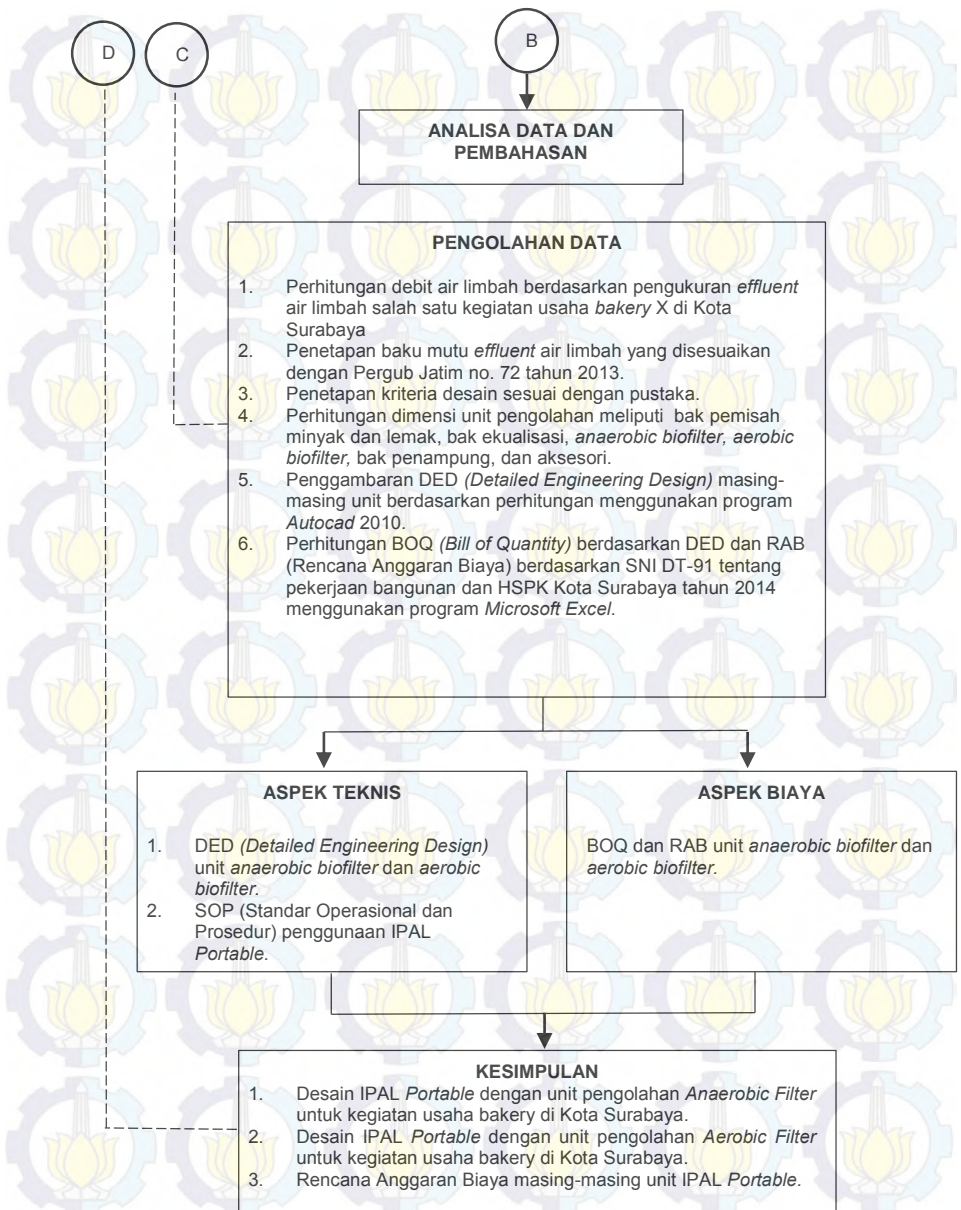 D
C
B
ANALISA DATA DAN
PEMBAHASAN
PENGOLAHAN DATA
1. Perhitungan debit air limbah berdasarkan pengukuran effluent
air limbah salah satu kegiatan usaha bakery X di Kota
Surabaya
2. Penetapan baku mutu effluent air limbah yang disesuaikan
dengan Pergub Jatim no. 72 tahun 2013.
3. Penetapan kriteria desain sesuai dengan pustaka.
4. Perhitungan dimensi unit pengolahan meliputi bak pemisah
minyak dan lemak, bak ekualisasi, anaerobic biofilter, aerobic
biofilter, bak penampung, dan aksesori.
5. Penggambaran DED (Detailed Engineering Design) masing-
masing unit berdasarkan perhitungan menggunakan program
Autocad 2010.
6. Perhitungan BOQ (Bill of Quantity) berdasarkan DED dan RAB
(Rencana Anggaran Biaya) berdasarkan SNI DT-91 tentang
pekerjaan bangunan dan HSPK Kota Surabaya tahun 2014
menggunakan program Microsoft Excel.
ASPEK TEKNIS
1. DED (Detailed Engineering Design)
unit anaerobic biofilter dan aerobic
biofilter.
2. SOP (Standar Operasional dan
Prosedur) penggunaan IPAL
Portable.
ASPEK BIAYA
BOQ dan RAB unit anaerobic biofilter dan
aerobic biofilter.
KESIMPULAN
1. Desain IPAL Portable dengan unit pengolahan Anaerobic Filter
untuk kegiatan usaha bakery di Kota Surabaya.
2. Desain IPAL Portable dengan unit pengolahan Aerobic Filter
untuk kegiatan usaha bakery di Kota Surabaya.
3. Rencana Anggaran Biaya masing-masing unit IPAL Portable.